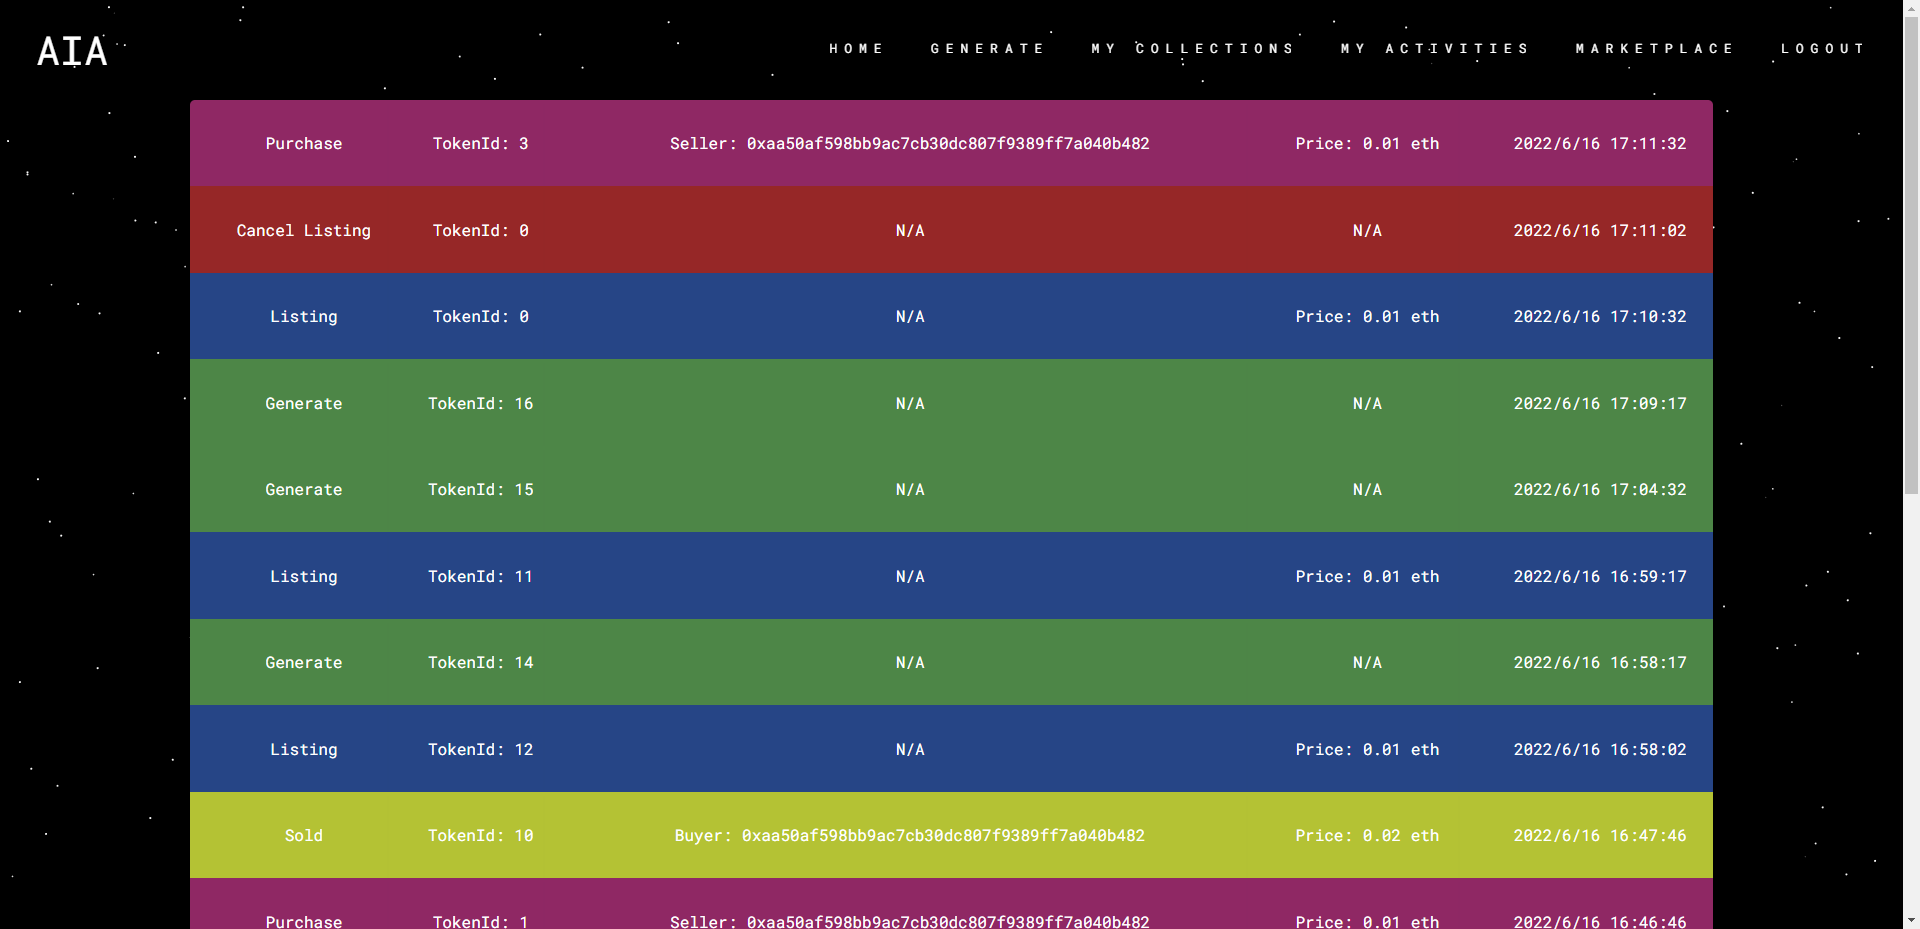 AIA HOME GENERATE MY COLLECTIONS MY ACTIVITIES MARKETPLACE LOGOUT
Purchase TokenId: 3 Seller: 0xaa50af598bb9ac7cb30dc807f9389ff7a040b482 Price: 0.01 eth 2022/6/16 17:11:32
Cancel Listing TokenId: 0 N/A N/A 2022/6/16 17:11:02
Listing TokenId: 0 N/A Price: 0.01 eth 2022/6/16 17:10:32
Generate TokenId: 16 N/A N/A 2022/6/16 17:09:17
Generate TokenId: 15 N/A N/A 2022/6/16 17:04:32
Listing TokenId: 11 N/A Price: 0.01 eth 2022/6/16 16:59:17
Generate TokenId: 14 N/A N/A 2022/6/16 16:58:17
Listing TokenId: 12 N/A Price: 0.01 eth 2022/6/16 16:58:02
Sold TokenId: 10 Buyer: 0xaa50af598bb9ac7cb30dc807f9389ff7a040b482 Price: 0.02 eth 2022/6/16 16:47:46
Purchase TokenId: 1 Seller: 0xaa50af598bb9ac7cb30dc807f9389ff7a040b482 Price: 0.01 eth 2022/6/16 16:46:46